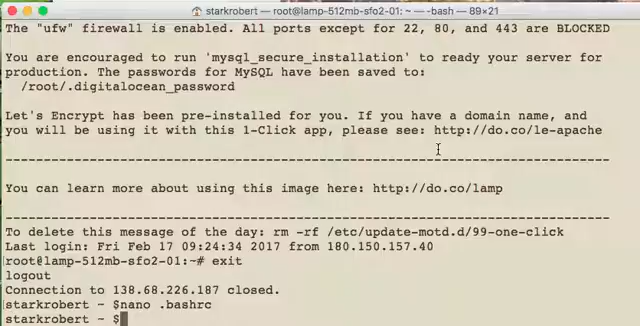 starkrobert — root@lamp-512mb-sfo2-01: ~ — -bash — 89×21
The "ufw" firewall is enabled. All ports except for 22, 80, and 443 are BLOCKED
You are encouraged to run 'mysql_secure_installation' to ready your server for
production. The passwords for MySQL have been saved to:
/root/.digitalocean_password
Let's Encrypt has been pre-installed for you. If you have a domain name, and
you will be using it with this 1-Click app, please see: http://do.co/le-apache
--------------------------------------------------------------------------------
You can learn more about using this image here: http://do.co/lamp
--------------------------------------------------------------------------------
To delete this message of the day: rm -rf /etc/update-motd.d/99-one-click
Last login: Fri Feb 17 09:24:34 2017 from 180.150.157.40
root@lamp-512mb-sfo2-01:~# exit
logout
Connection to 138.68.226.187 closed.
starkrobert ~ $nano .bashrc
starkrobert ~ $